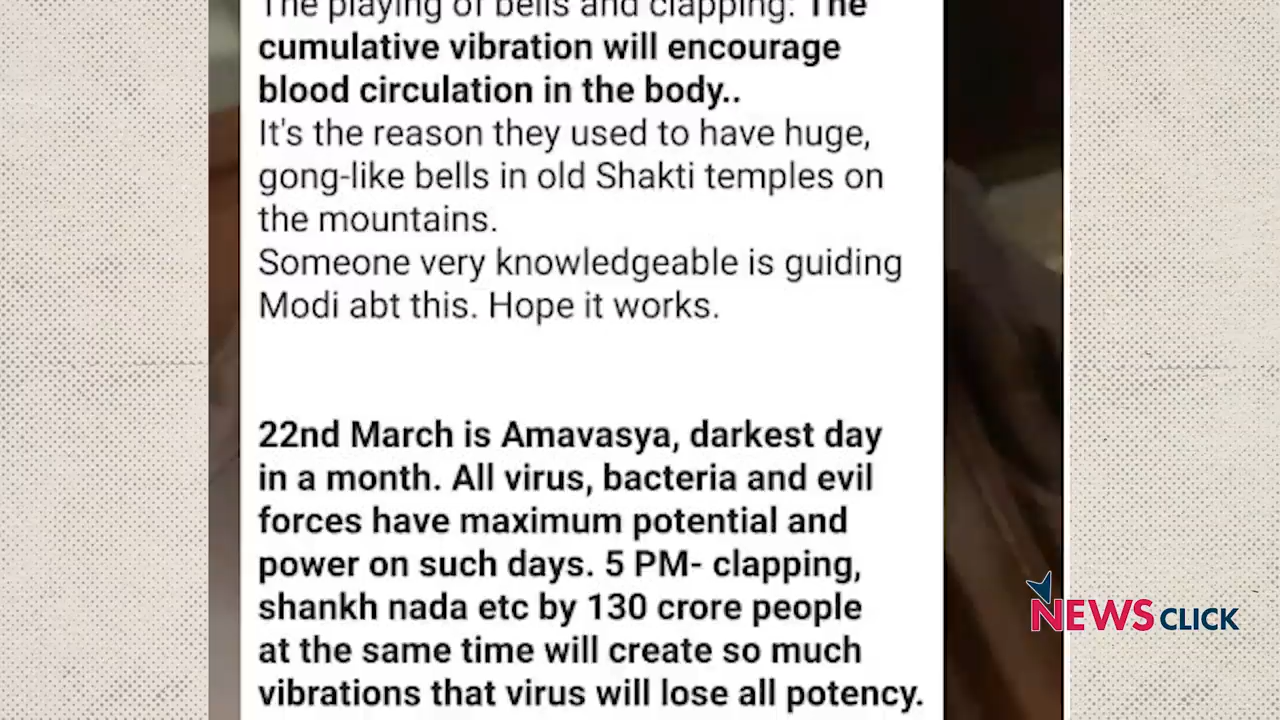 The playing of bells and clapping: The
cumulative vibration will encourage
blood circulation in the body..
It's the reason they used to have huge,
gong-like bells in old Shakti temples on
the mountains.
Someone very knowledgeable is guiding
Modi abt this. Hope it works.
22nd March is Amavasya, darkest day
in a month. All virus, bacteria and evil
forces have maximum potential and
power on such days. 5 PM- clapping,
shankh nada etc by 130 crore people
at the same time will create so much
vibrations that virus will lose all potency.
NEWS CLICK